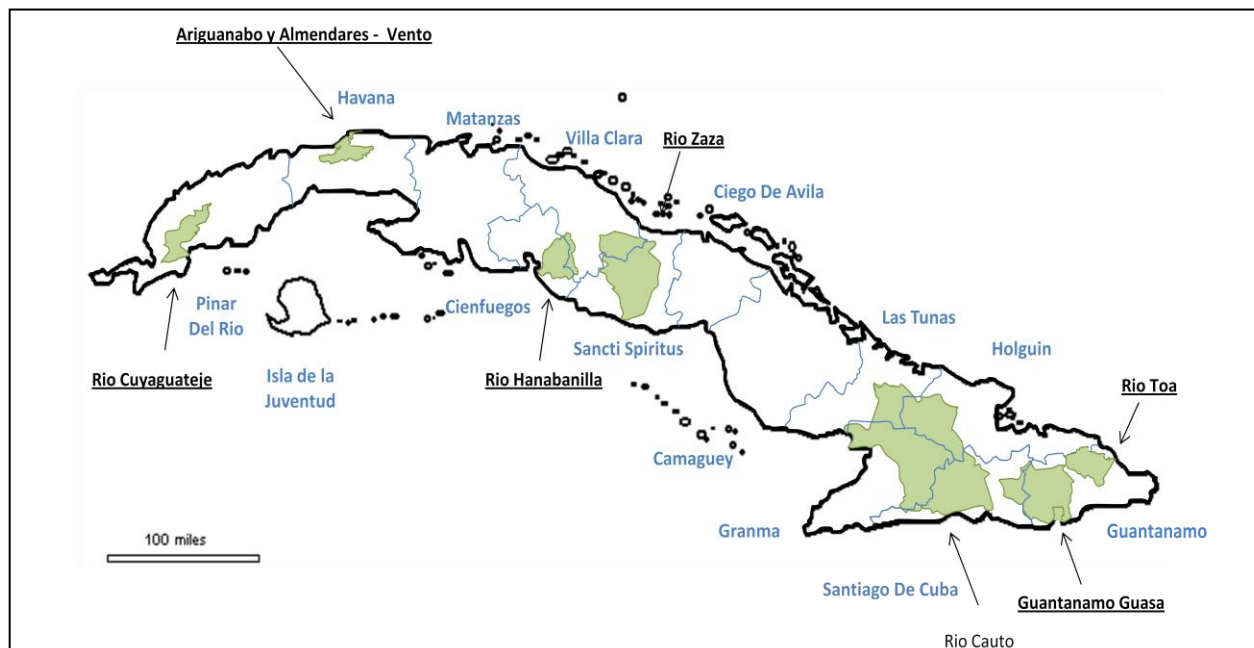 Ariguanabo y Almendares - Vento
Havana
Matanzas
Villa Clara
Rio Zaza
Ciego De Avila
Pinar
Del Rio
Cienfuegos
Las Tunas
Sancti Spiritus
Holguin
Rio Cuyaguateje
Isla de la
Juventud
Rio Hanabanilla
Rio Toa
Camaguey
100 miles
Granma
Guantanamo
Santiago De Cuba
Guantanamo Guasa
Rio Cauto